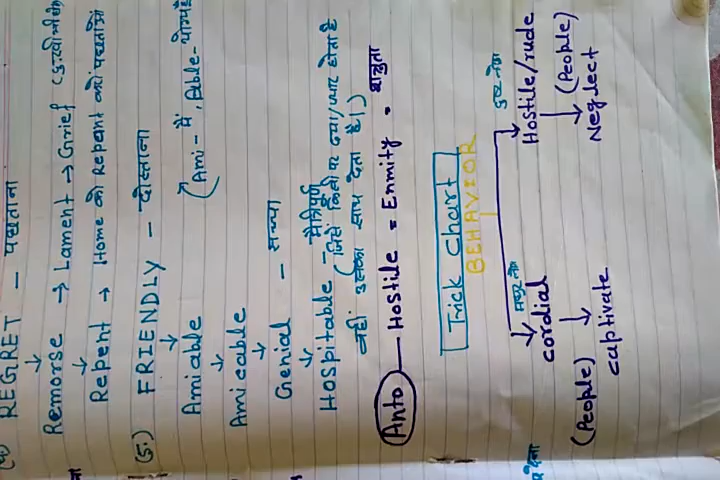 REGRET - पछताना
Remorse → Lament → Grief
Repent → Home को Repent करो पछताओगे
(5.) FRIENDLY - दोस्ताना
Amiable (Ami- में, able-
Amicable
Genial - सच्चा
Hospitable - मैत्रिपूर्ण
(जिसे किसी पर दया/प्यार होता है
वही उसका साथ देता है।)
Anto — Hostile = Enmity = शत्रुता
Trick Chart
BEHAVIOR
cordial
Hostile/rude
(People) → captivate
(People)
Neglect